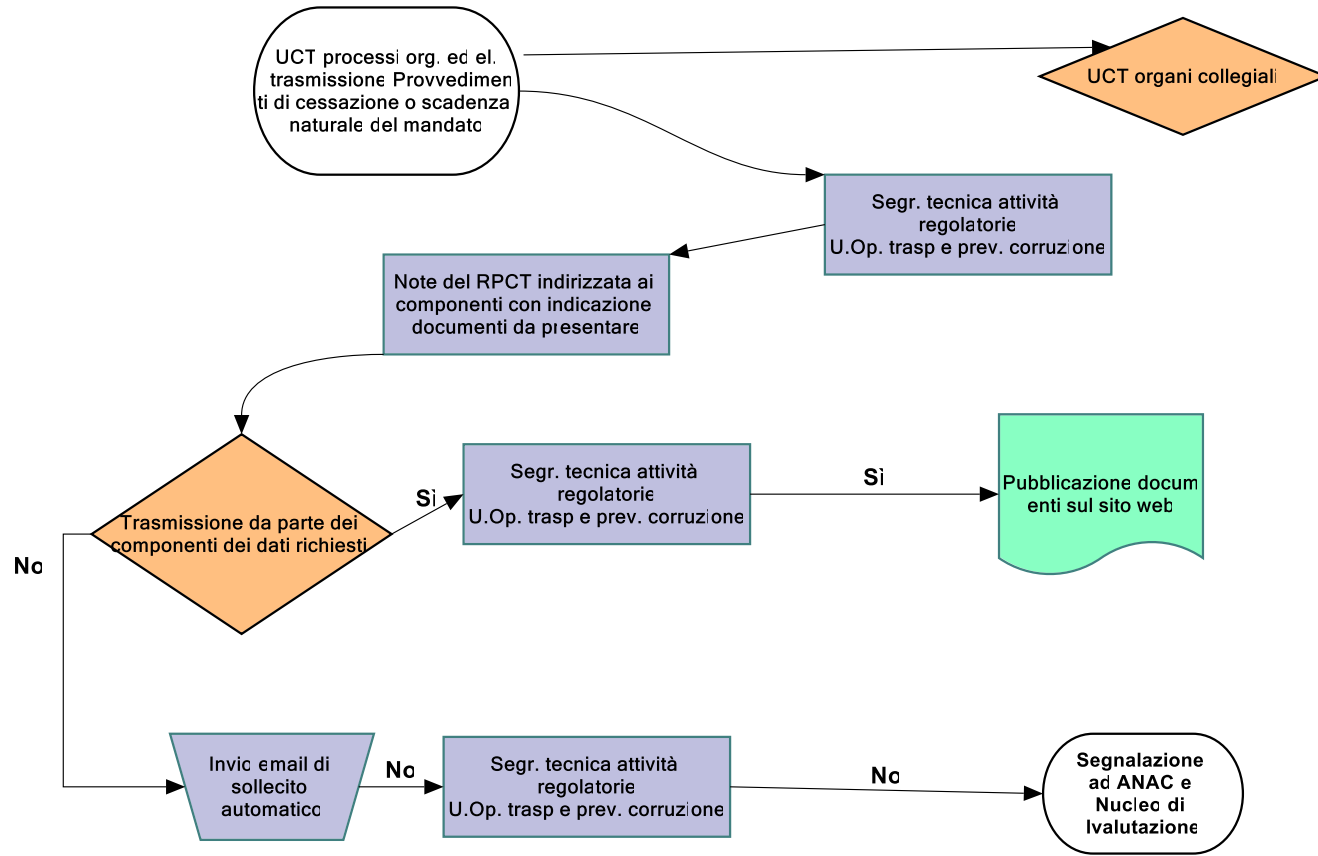 UCT processi org. ed el.
trasmissione Provvedimen
ti di cessazione o scadenza
naturale del mandato
UCT organi collegiali
Segr. tecnica attività
regolatorie
U.Op. trasp e prev. corruzione
Note del RPCT indirizzata ai
componenti con indicazione
documenti da presentare
Trasmissione da parte dei
componenti dei dati richiesti
Sì
Segr. tecnica attività
regolatorie
U.Op. trasp e prev. corruzione
Sì
Pubblicazione docum
enti sul sito web
No
Invio email di
sollecito
automatico
No
Segr. tecnica attività
regolatorie
U.Op. trasp e prev. corruzione
No
Segnalazione
ad ANAC e
Nucleo di
lvalutazione